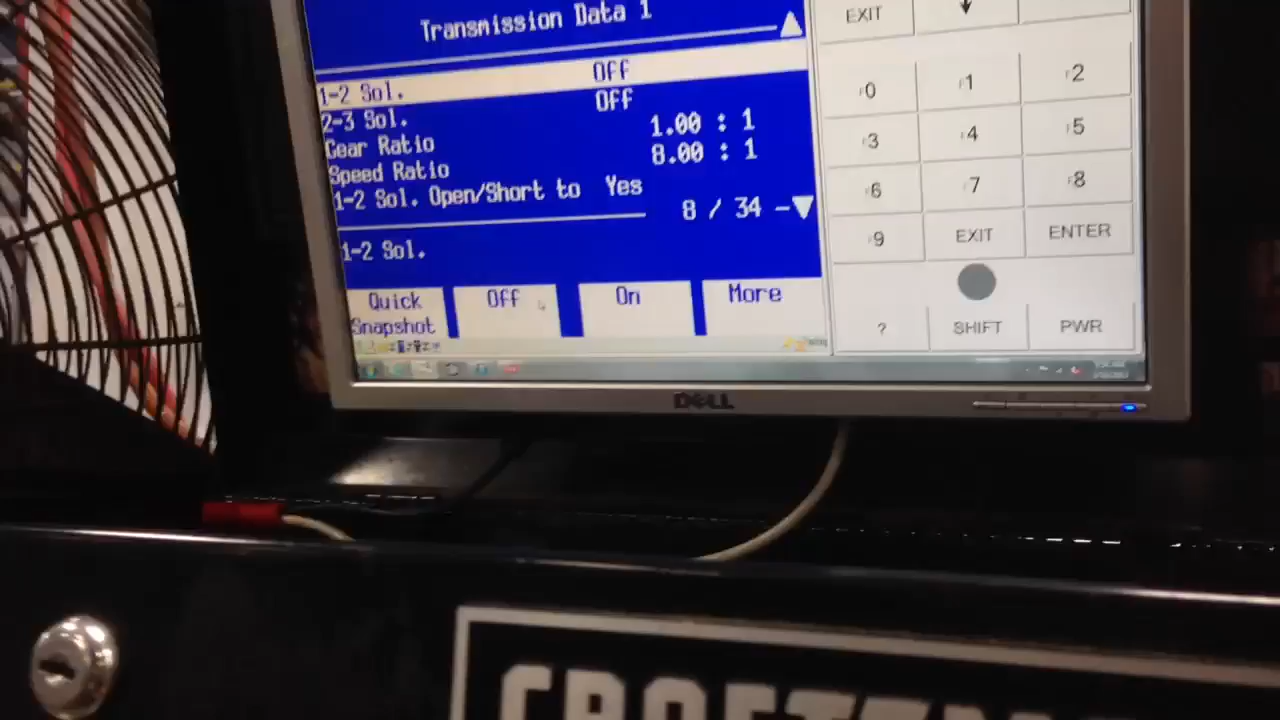 Transmission Data 1
1-2 Sol. Off
2-3 Sol. Off
Gear Ratio 1.00 : 1
Speed Ratio 8.00 : 1
1-2 Sol. Open/Short to Yes
8 / 34 -
1-2 Sol.
Quick Snapshot
Off
On
More
EXIT
0 1 2
3 4 5
6 7 8
9 EXIT ENTER
? SHIFT PWR
DELL